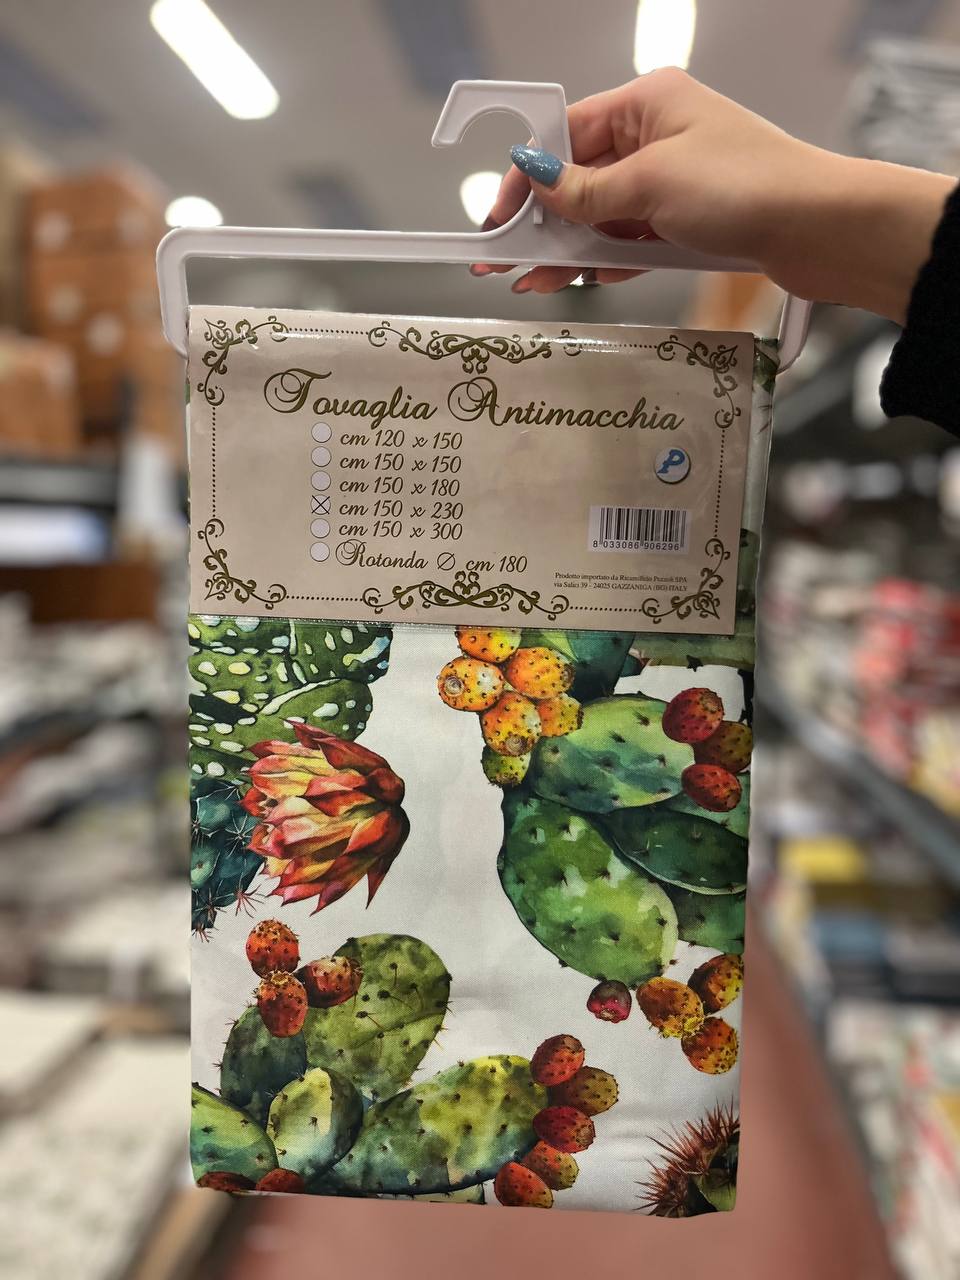 Tovaglia Antimacchia
cm 120 x 150
cm 150 x 150
cm 150 x 180
cm 150 x 230
cm 150 x 300
Rotonda Ø cm 180
P
8 033086 906296
Prodotto importato da Ricamificio Pezzoli SPA
via Salici 39 - 24025 GAZZANIGA (BG) ITALY